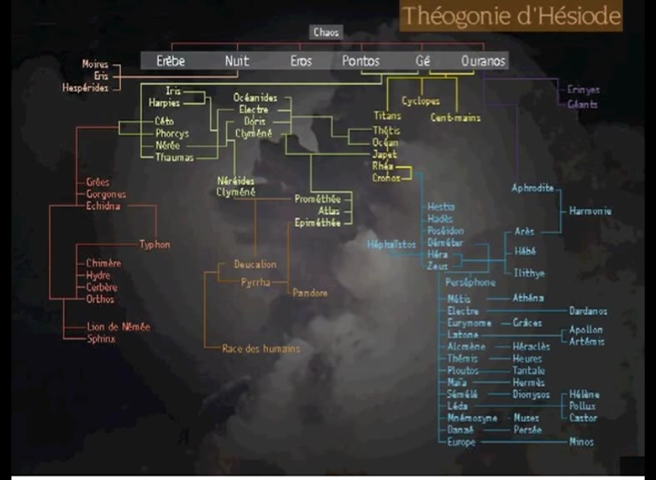 Théogonie d'Hésiode
Chaos
Erèbe Nuit Eros Pontos Gé Ouranos
Moires
Eris
Hespérides
Iris
Harpies
Céto
Phorcys
Nérée
Thaumas
Océanides
Electre
Doris
Clyméné
Néréides
Clyméné
Titans
Cyclopes
Cent-mains
Thétis
Océan
Japet
Rhéa
Cronos
Erinyes
Géants
Prométhée
Atlas
Epiméthée
Grées
Gorgones
Echidna
Typhon
Chimère
Hydre
Cerbère
Orthos
Lion de Némée
Sphinx
Deucalion
Pyrrha
Pandore
Race des humains
Aphrodite
Harmonie
Hestia
Hadès
Poséidon
Déméter
Héra
Zeus
Héphaïstos
Arès
Hébé
Ilithye
Perséphone
Métis Athéna
Electre Dardanos
Eurynome Grâces
Latone Apollon
Artémis
Alcmène Héraclès
Thémis Heures
Ploutos Tantale
Maïa Hermès
Sémélé Dionysos Hélène
Léda Pollux
Mnémosyne Muses Castor
Danaé Persée
Europe Minos